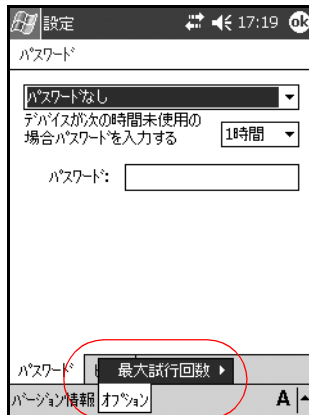 設定 17:19 ok
パスワード
パスワードなし
デバイスが次の時間未使用の
場合パスワードを入力する
1時間
パスワード:
パスワード
最大試行回数
バージョン情報 オプション A